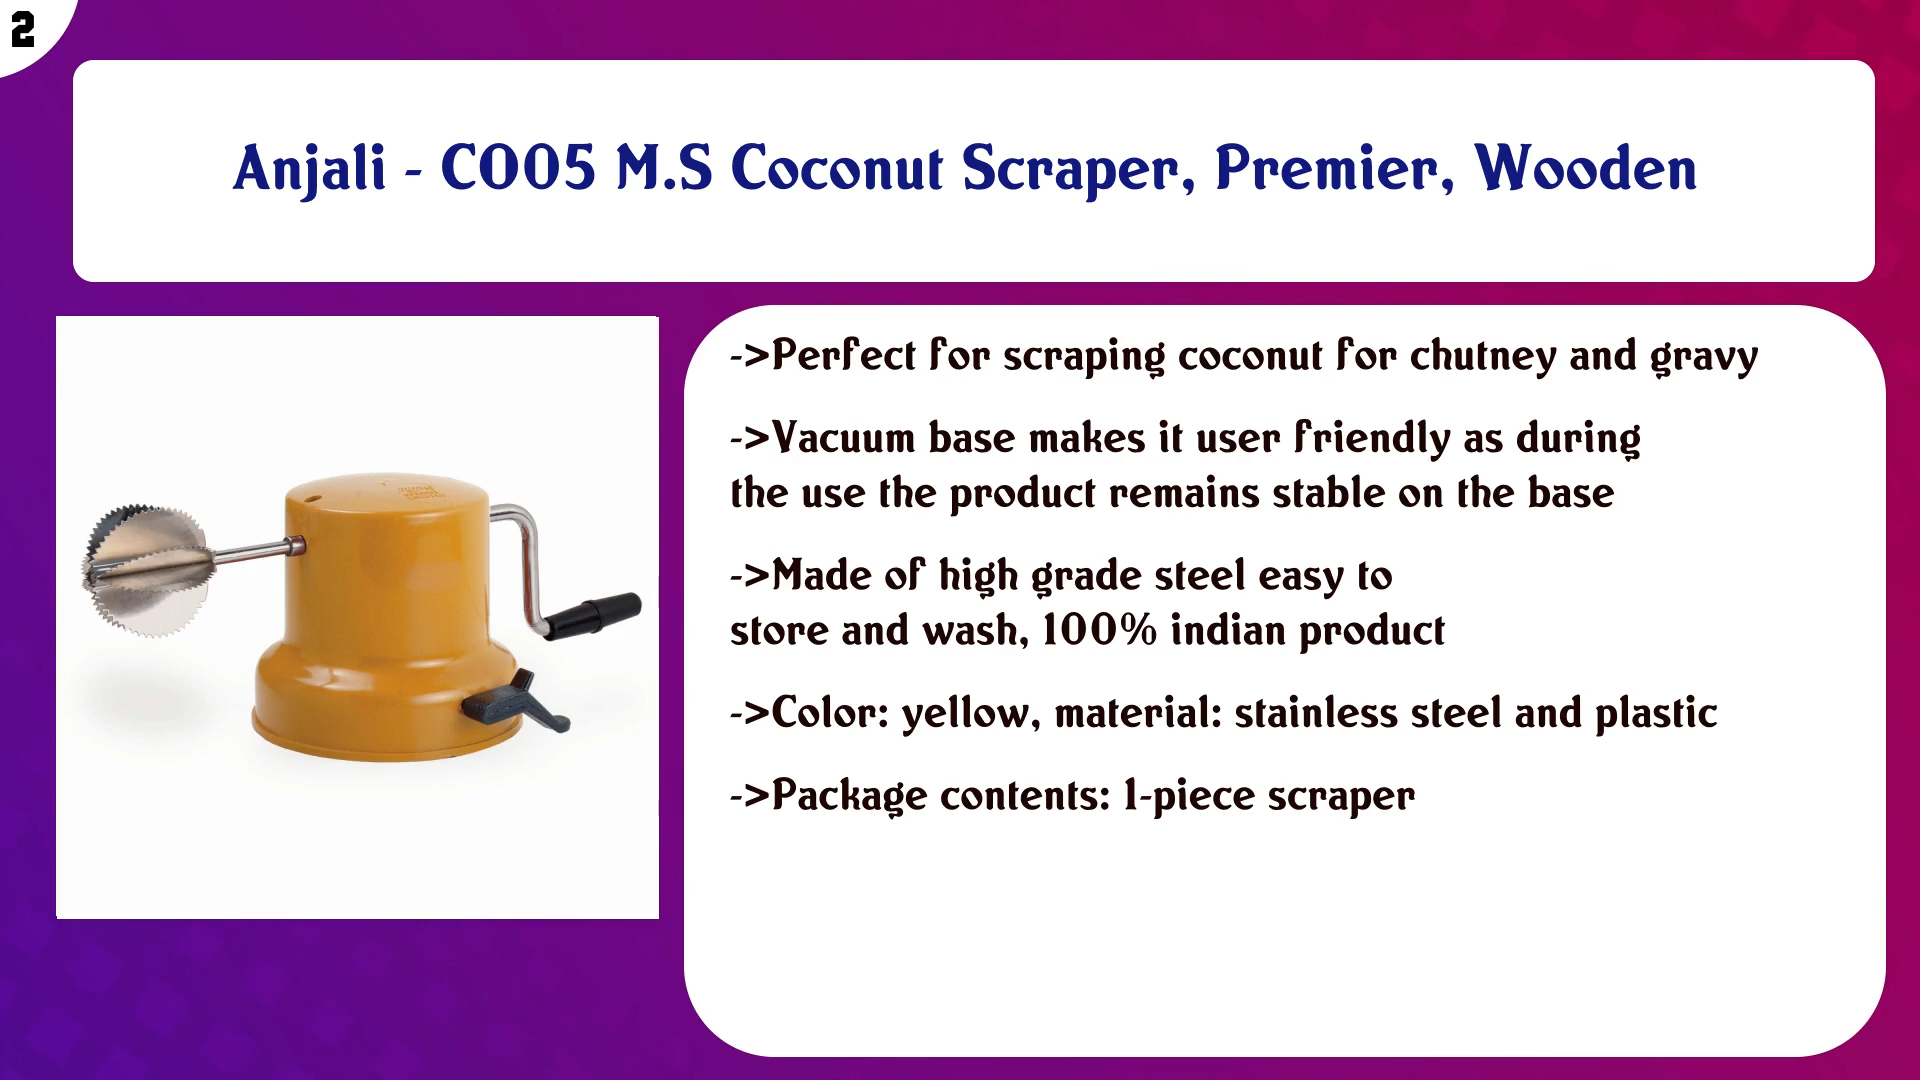 2
Anjali - CO05 M.S Coconut Scraper, Premier, Wooden
->Perfect for scraping coconut for chutney and gravy
->Vacuum base makes it user friendly as during
the use the product remains stable on the base
->Made of high grade steel easy to
store and wash, 100% indian product
->Color: yellow, material: stainless steel and plastic
->Package contents: 1-piece scraper